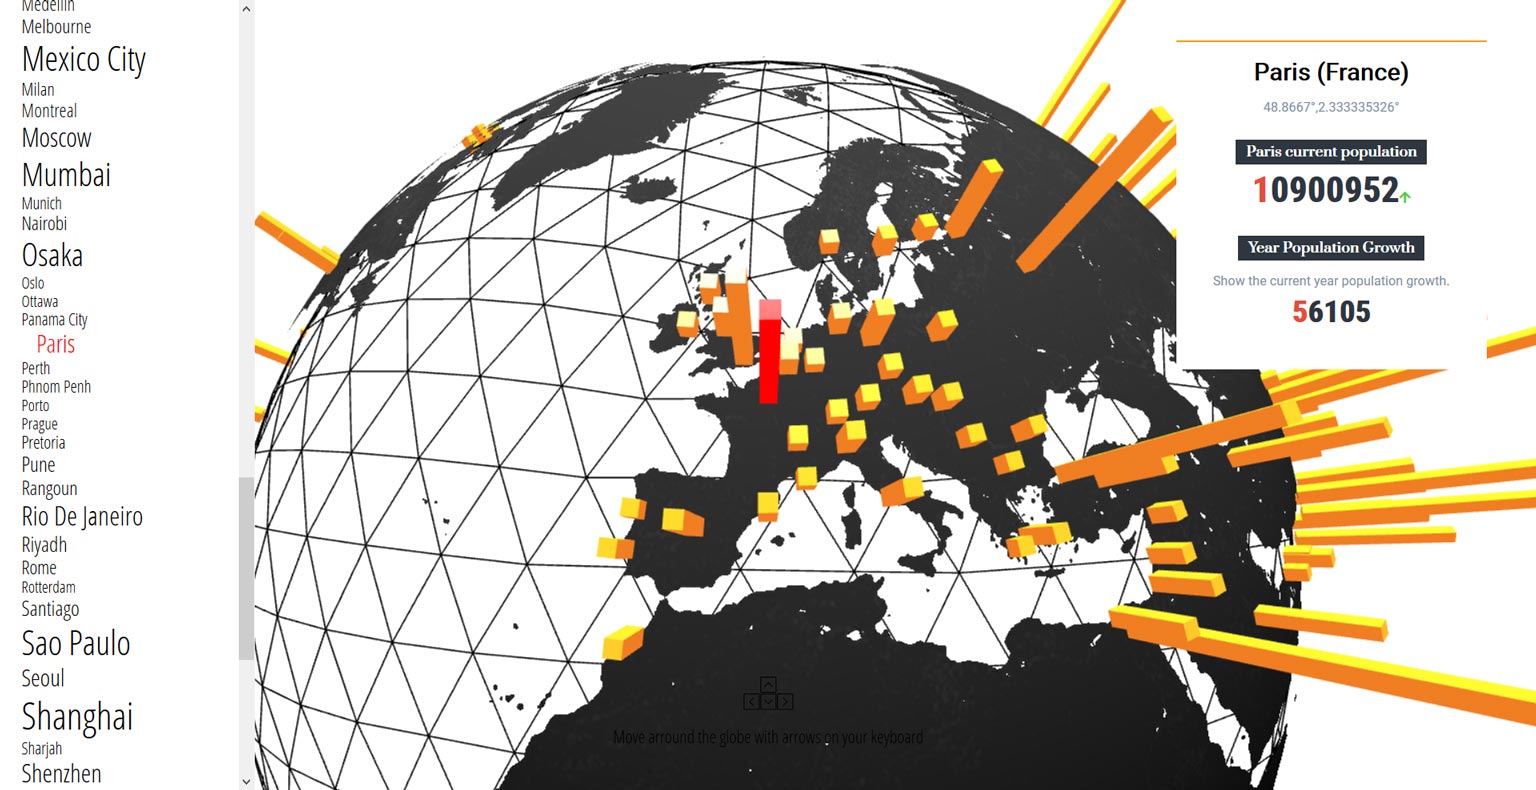 Medellin
Melbourne
Mexico City
Milan
Montreal
Moscow
Mumbai
Munich
Nairobi
Osaka
Oslo
Ottawa
Panama City
Paris
Perth
Phnom Penh
Porto
Prague
Pretoria
Pune
Rangoun
Rio De Janeiro
Riyadh
Rome
Rotterdam
Santiago
Sao Paulo
Seoul
Shanghai
Sharjah
Shenzhen
Paris (France)
48.8667°,2.333335326°
Paris current population
10900952
Year Population Growth
Show the current year population growth.
56105
Move arround the globe with arrows on your keyboard